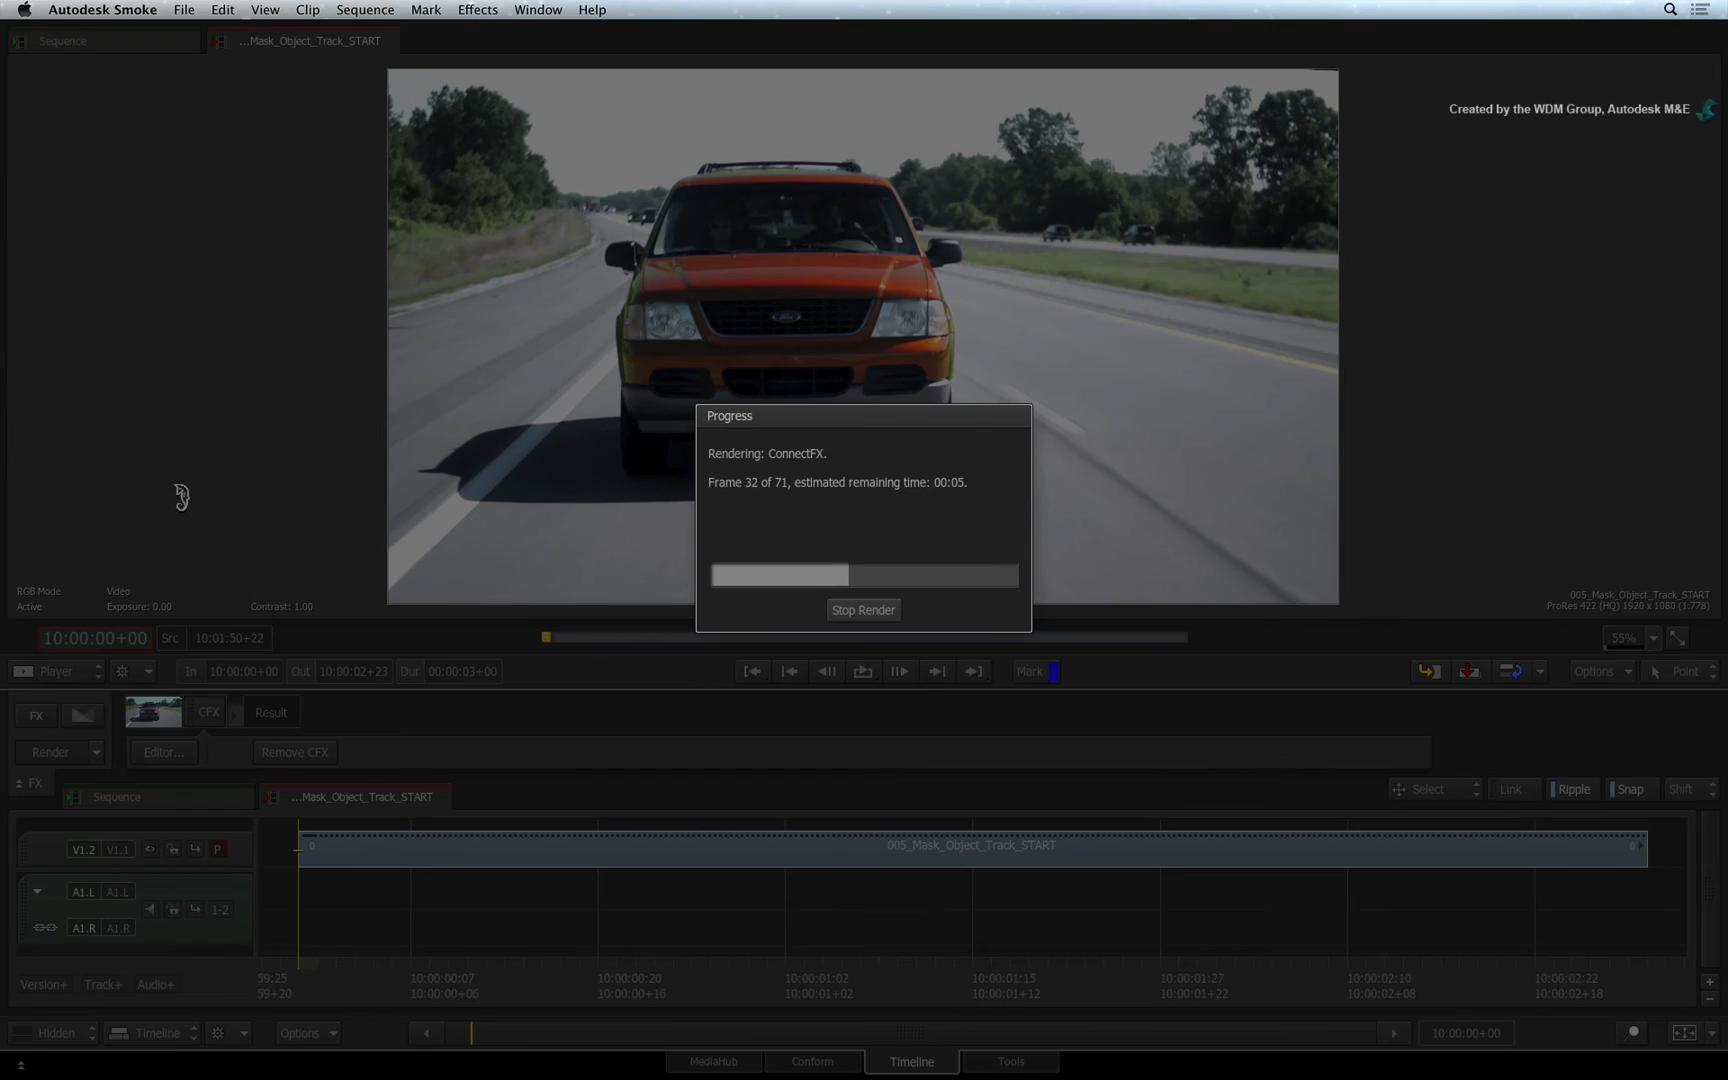 Autodesk Smoke File Edit View Clip Sequence Mark Effects Window Help
Sequence ...Mask_Object_Track_START
Created by the WDM Group, Autodesk M&E
Ford
Progress
Rendering: ConnectFX.
Frame 32 of 71, estimated remaining time: 00:05.
Stop Render
RGB Mode Video
Active Exposure: 0.00 Contrast: 1.00
005_Mask_Object_Track_START
ProRes 422 (HQ) 1920 x 1080 (1.778)
10:00:00+00 Src 10:01:50+22 55%
Player In 10:00:00+00 Out 10:00:02+23 Dur 00:00:03+00 Mark Options Point
FX CFX Result
Render Editor... Remove CFX
FX Sequence ...Mask_Object_Track_START Select Link Ripple Snap Shift
V1.2 V1.1 P 0 005_Mask_Object_Track_START 0
A1.L A1.L
1-2
A1.R A1.R
59:25 10:00:00:07 10:00:00:20 10:00:01:02 10:00:01:15 10:00:01:27 10:00:02:10 10:00:02:22
Version+ Track+ Audio+ 59+20 10:00:00+06 10:00:00+16 10:00:01+02 10:00:01+12 10:00:01+22 10:00:02+08 10:00:02+18
Hidden Timeline Options 10:00:00+00
MediaHub Conform Timeline Tools